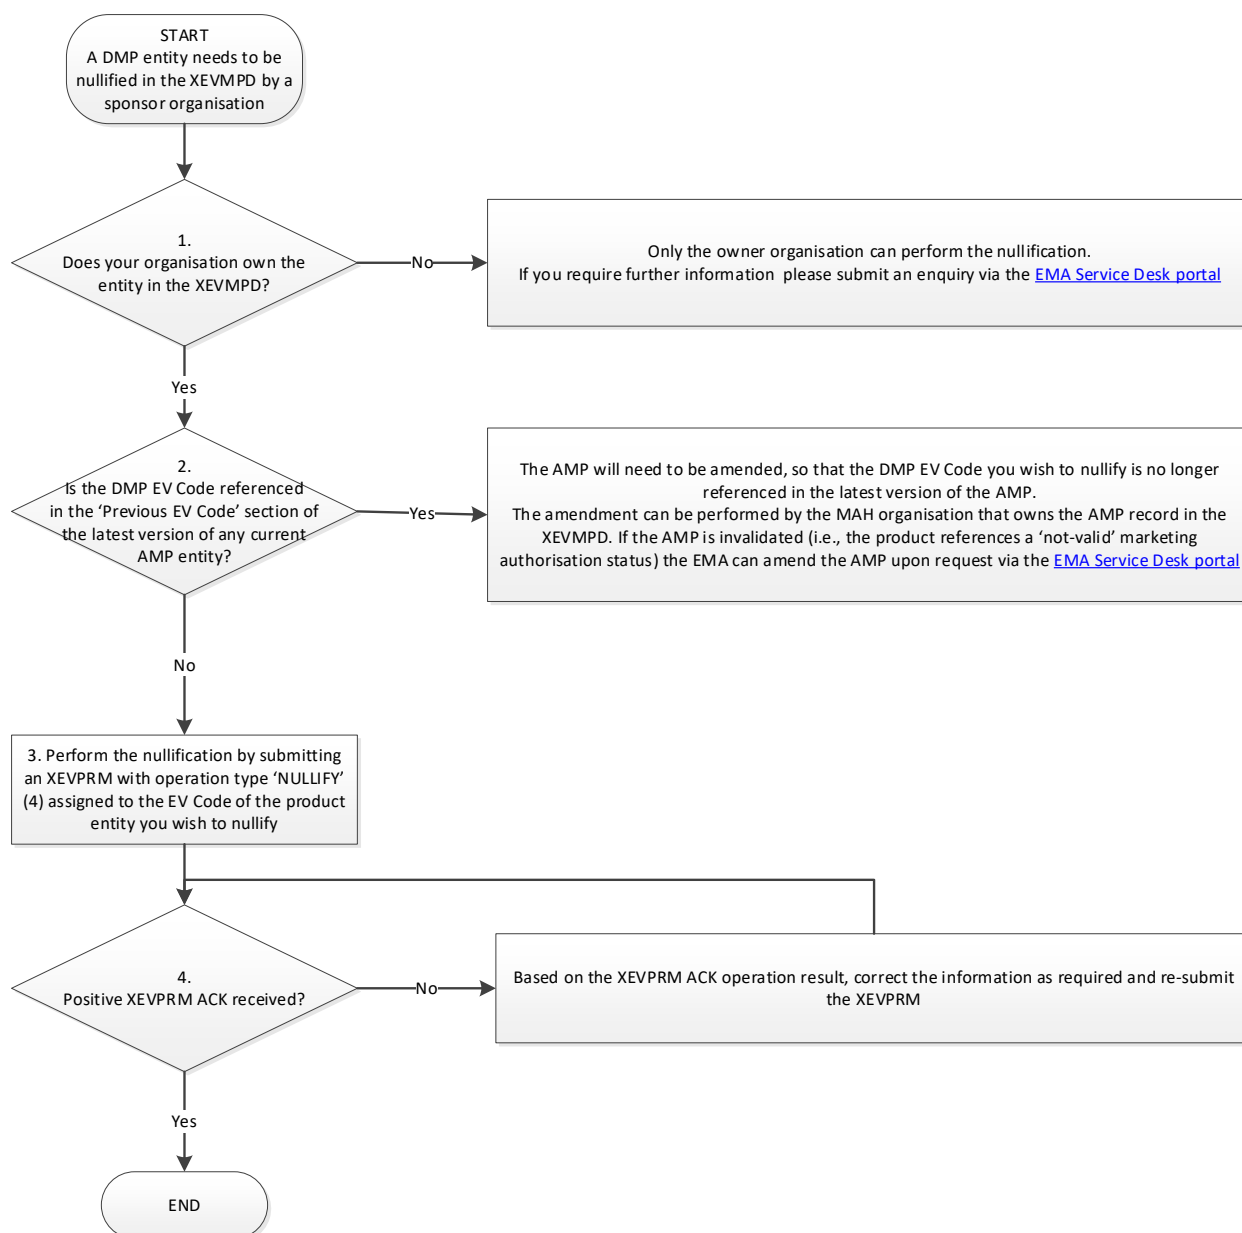 START
A DMP entity needs to be
nullified in the XEVMPD by a
sponsor organisation
1.
Does your organisation own the
entity in the XEVMPD?
No
Only the owner organisation can perform the nullification.
If you require further information please submit an enquiry via the EMA Service Desk portal
Yes
2.
Is the DMP EV Code referenced
in the ‘Previous EV Code’ section of
the latest version of any current
AMP entity?
Yes
The AMP will need to be amended, so that the DMP EV Code you wish to nullify is no longer
referenced in the latest version of the AMP.
The amendment can be performed by the MAH organisation that owns the AMP record in the
XEVMPD. If the AMP is invalidated (i.e., the product references a ‘not-valid’ marketing
authorisation status) the EMA can amend the AMP upon request via the EMA Service Desk portal
No
3. Perform the nullification by submitting
an XEVPRM with operation type ‘NULLIFY’
(4) assigned to the EV Code of the product
entity you wish to nullify
4.
Positive XEVPRM ACK received?
No
Based on the XEVPRM ACK operation result, correct the information as required and re-submit
the XEVPRM
Yes
END